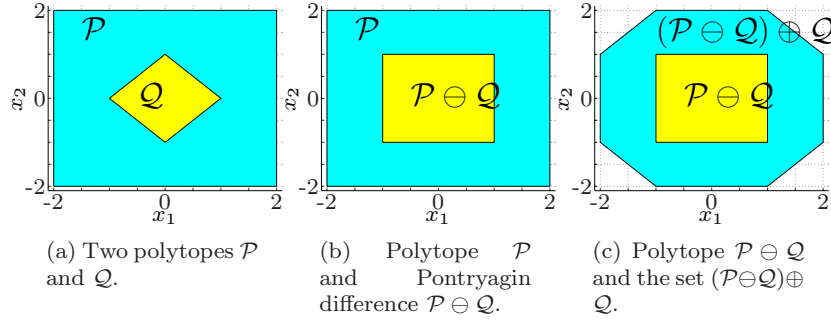 2
𝒫
𝒬
x₂
0
-2
-2 0 2
x₁
(a) Two polytopes 𝒫
and 𝒬.
2
𝒫
𝒫 ⊖ 𝒬
x₂
0
-2
-2 0 2
x₁
(b) Polytope 𝒫
and Pontryagin
difference 𝒫 ⊖ 𝒬.
2
(𝒫 ⊖ 𝒬) ⊕ 𝒬
𝒫 ⊖ 𝒬
x₂
0
-2
-2 0 2
x₁
(c) Polytope 𝒫 ⊖ 𝒬
and the set (𝒫⊖𝒬)⊕
𝒬.